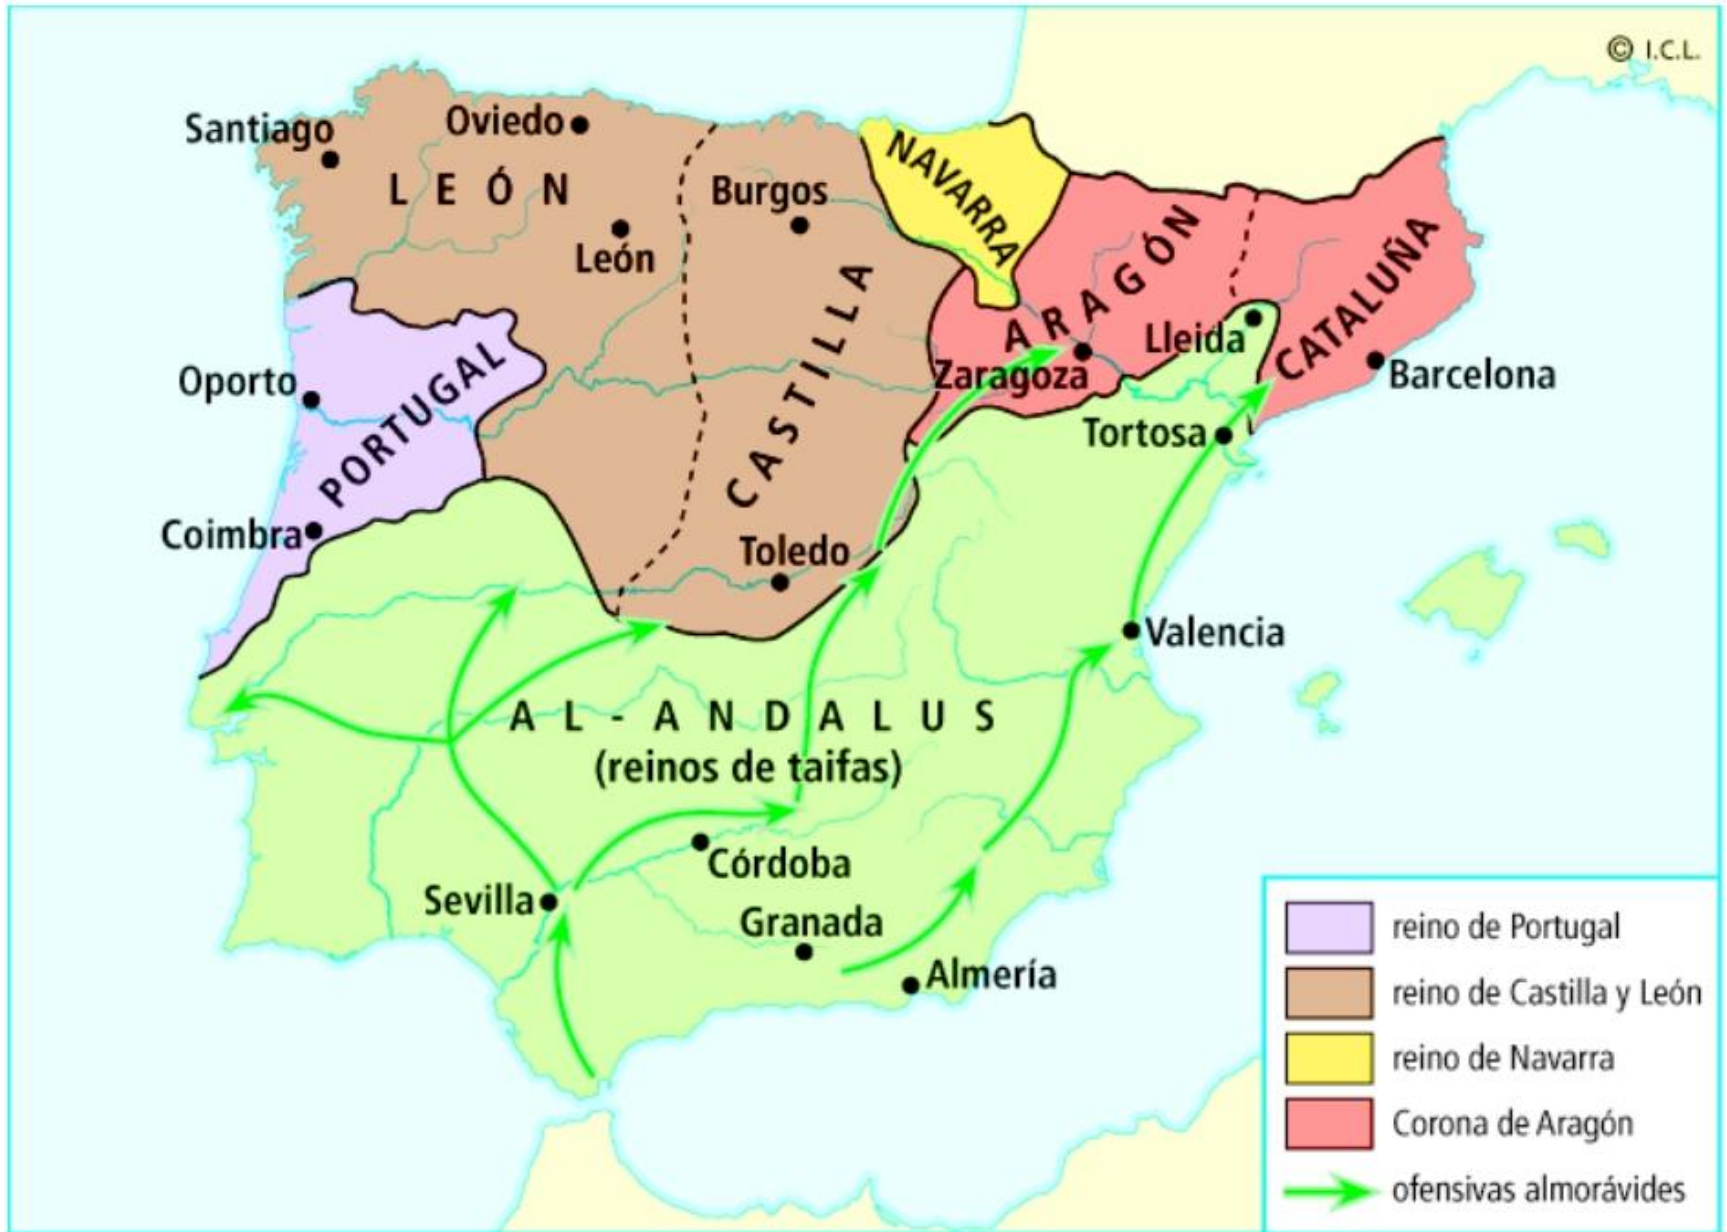 © I.C.L.
Santiago
Oviedo
LEÓN
León
Burgos
NAVARRA
CASTILLA
ARAGÓN
CATALUÑA
Lleida
Zaragoza
Barcelona
Tortosa
Oporto
PORTUGAL
Coimbra
Toledo
Valencia
AL-ANDALUS
(reinos de taifas)
Córdoba
Sevilla
Granada
Almería
reino de Portugal
reino de Castilla y León
reino de Navarra
Corona de Aragón
ofensivas almorávides